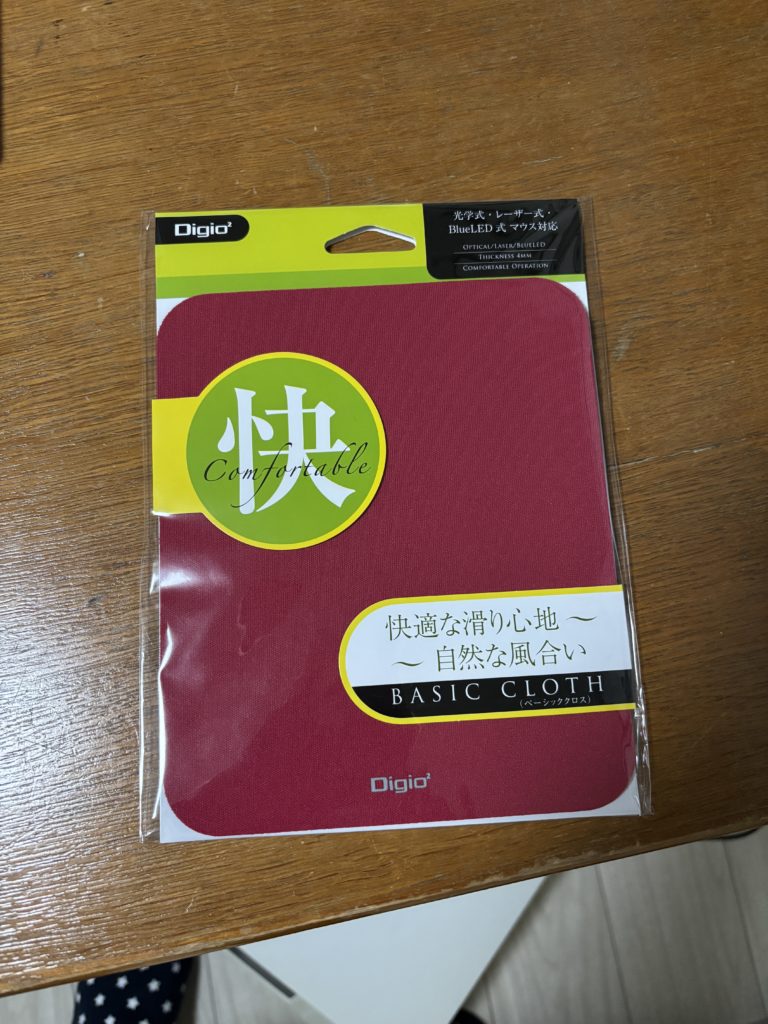 Digio²
光学式・レーザー式・
BlueLED 式 マウス対応
OPTICAL/LASER/BLUELED
THICKNESS 4MM
COMFORTABLE OPERATION
快
Comfortable
快適な滑り心地～
～自然な風合い
BASIC CLOTH
(ベーシッククロス)
Digio²